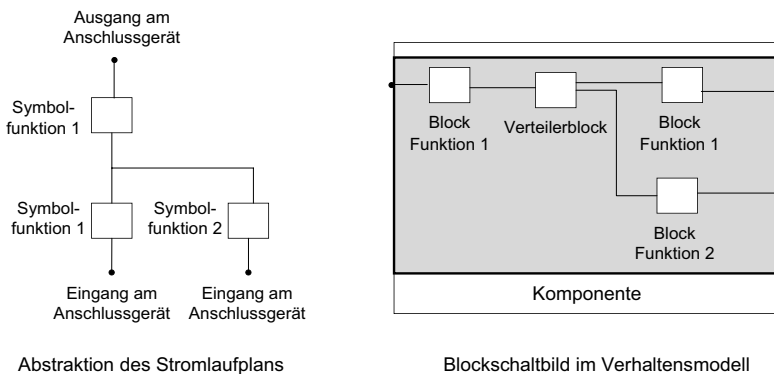 Ausgang am
Anschlussgerät
Symbol-
funktion 1
Symbol-
funktion 1
Symbol-
funktion 2
Eingang am
Anschlussgerät
Eingang am
Anschlussgerät
Abstraktion des Stromlaufplans
Block
Funktion 1
Verteilerblock
Block
Funktion 1
Block
Funktion 2
Komponente
Blockschaltbild im Verhaltensmodell